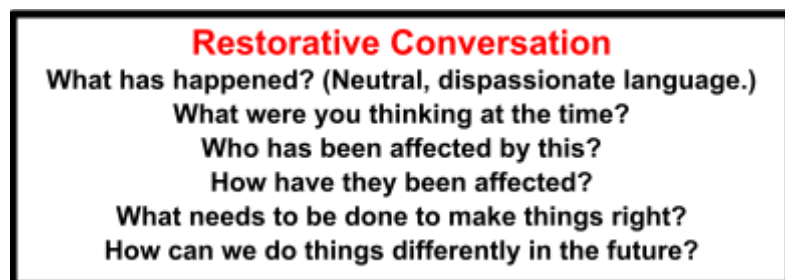 Restorative Conversation
What has happened? (Neutral, dispassionate language.)
What were you thinking at the time?
Who has been affected by this?
How have they been affected?
What needs to be done to make things right?
How can we do things differently in the future?